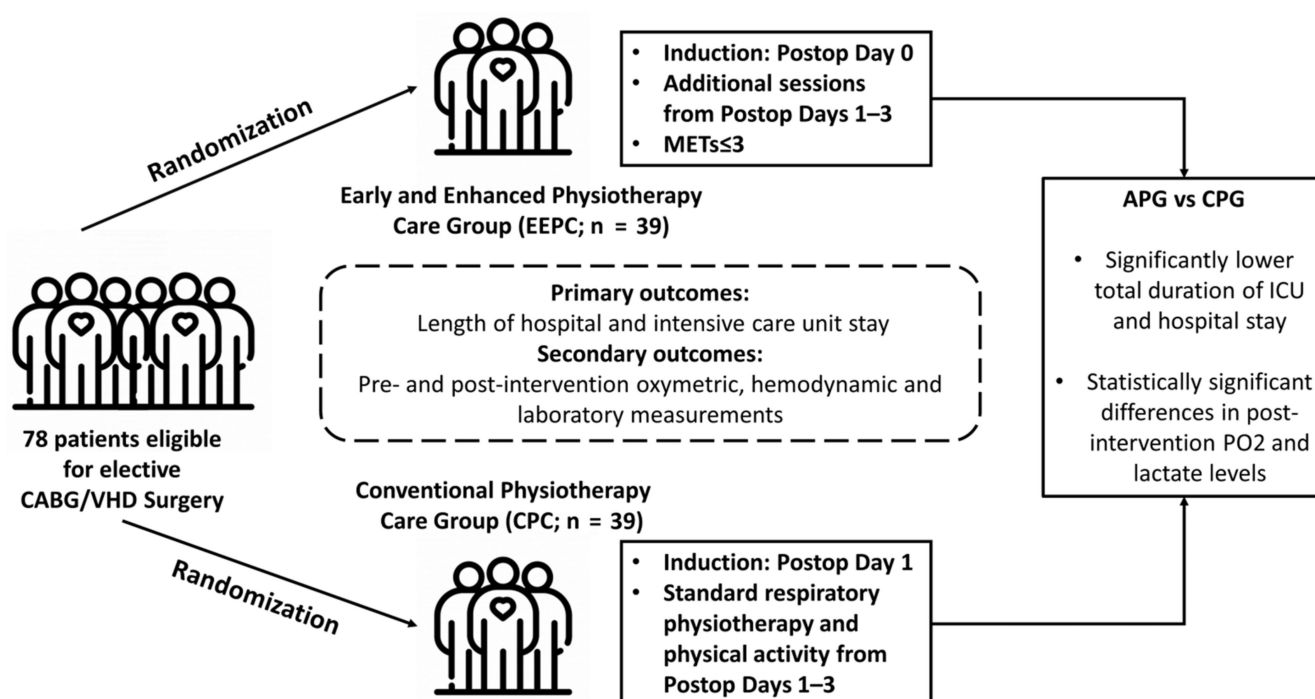 Randomization
• Induction: Postop Day 0
• Additional sessions
from Postop Days 1–3
• METs≤3
Early and Enhanced Physiotherapy
Care Group (EEPC; n = 39)
Primary outcomes:
Length of hospital and intensive care unit stay
Secondary outcomes:
Pre- and post-intervention oxymetric, hemodynamic and
laboratory measurements
78 patients eligible
for elective
CABG/VHD Surgery
Conventional Physiotherapy
Care Group (CPC; n = 39)
Randomization
• Induction: Postop Day 1
• Standard respiratory
physiotherapy and
physical activity from
Postop Days 1–3
APG vs CPG
• Significantly lower
total duration of ICU
and hospital stay
• Statistically significant
differences in post-
intervention PO2 and
lactate levels